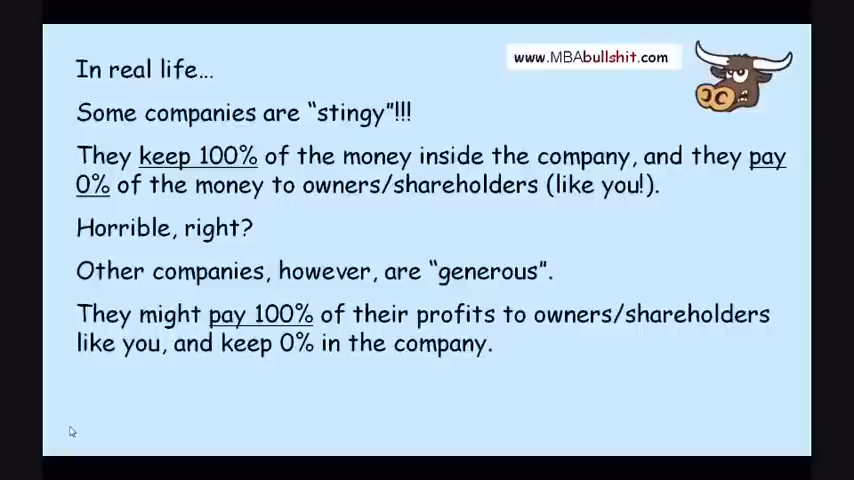 www.MBAbullshit.com
In real life...
Some companies are “stingy”!!!
They keep 100% of the money inside the company, and they pay
0% of the money to owners/shareholders (like you!).
Horrible, right?
Other companies, however, are “generous”.
They might pay 100% of their profits to owners/shareholders
like you, and keep 0% in the company.